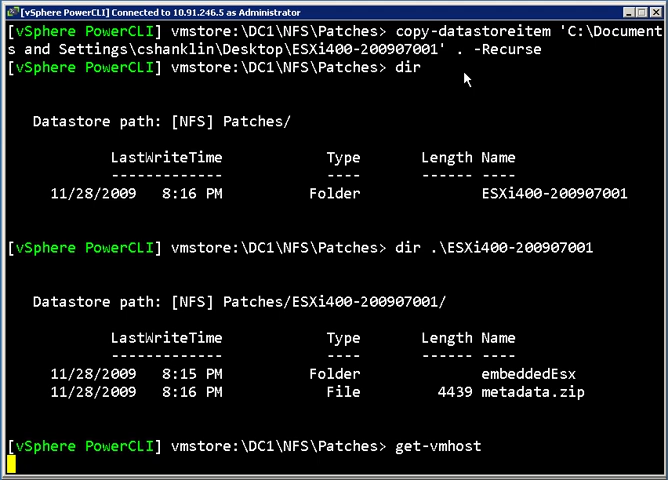 [vSphere PowerCLI] Connected to 10.91.246.5 as Administrator
[vSphere PowerCLI] vmstore:\DC1\NFS\Patches> copy-datastoreitem 'C:\Document
s and Settings\cshanklin\Desktop\ESXi400-200907001' . -Recurse
[vSphere PowerCLI] vmstore:\DC1\NFS\Patches> dir
Datastore path: [NFS] Patches/
LastWriteTime Type Length Name
------------- ---- ------ ----
11/28/2009 8:16 PM Folder ESXi400-200907001
[vSphere PowerCLI] vmstore:\DC1\NFS\Patches> dir .\ESXi400-200907001
Datastore path: [NFS] Patches/ESXi400-200907001/
LastWriteTime Type Length Name
------------- ---- ------ ----
11/28/2009 8:15 PM Folder embeddedEsx
11/28/2009 8:16 PM File 4439 metadata.zip
[vSphere PowerCLI] vmstore:\DC1\NFS\Patches> get-vmhost